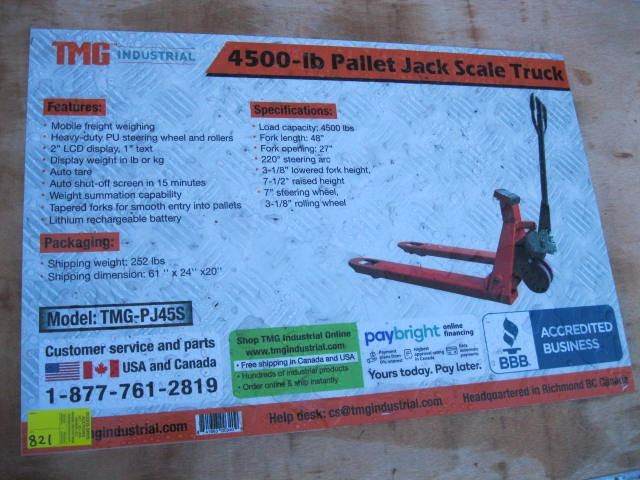 TMG INDUSTRIAL
4500-lb Pallet Jack Scale Truck
Features:
• Mobile freight weighing
• Heavy-duty PU steering wheel and rollers
• 2" LCD display, 1" text
• Display weight in lb or kg
• Auto tare
• Auto shut-off screen in 15 minutes
• Weight summation capability
• Tapered forks for smooth entry into pallets
• Lithium rechargeable battery
Specifications:
• Load capacity: 4500 lbs
• Fork length: 48"
• Fork opening: 27"
• 220° steering arc
• 3-1/8" lowered fork height,
7-1/2" raised height
• 7" steering wheel,
3-1/8" rolling wheel
Packaging:
• Shipping weight: 252 lbs
• Shipping dimension: 61 '' x 24'' x20''
Model: TMG-PJ45S
Customer service and parts
USA and Canada
1-877-761-2819
Shop TMG Industrial Online
www.tmgindustrial.com
• Free shipping in Canada and USA
• Hundreds of industrial products
• Order online & ship instantly
paybright online financing
Yours today. Pay later.
BBB
ACCREDITED
BUSINESS
821
mgindustrial.com
Help desk: cs@tmgindustrial.com
Headquartered in Richmond BC Canada